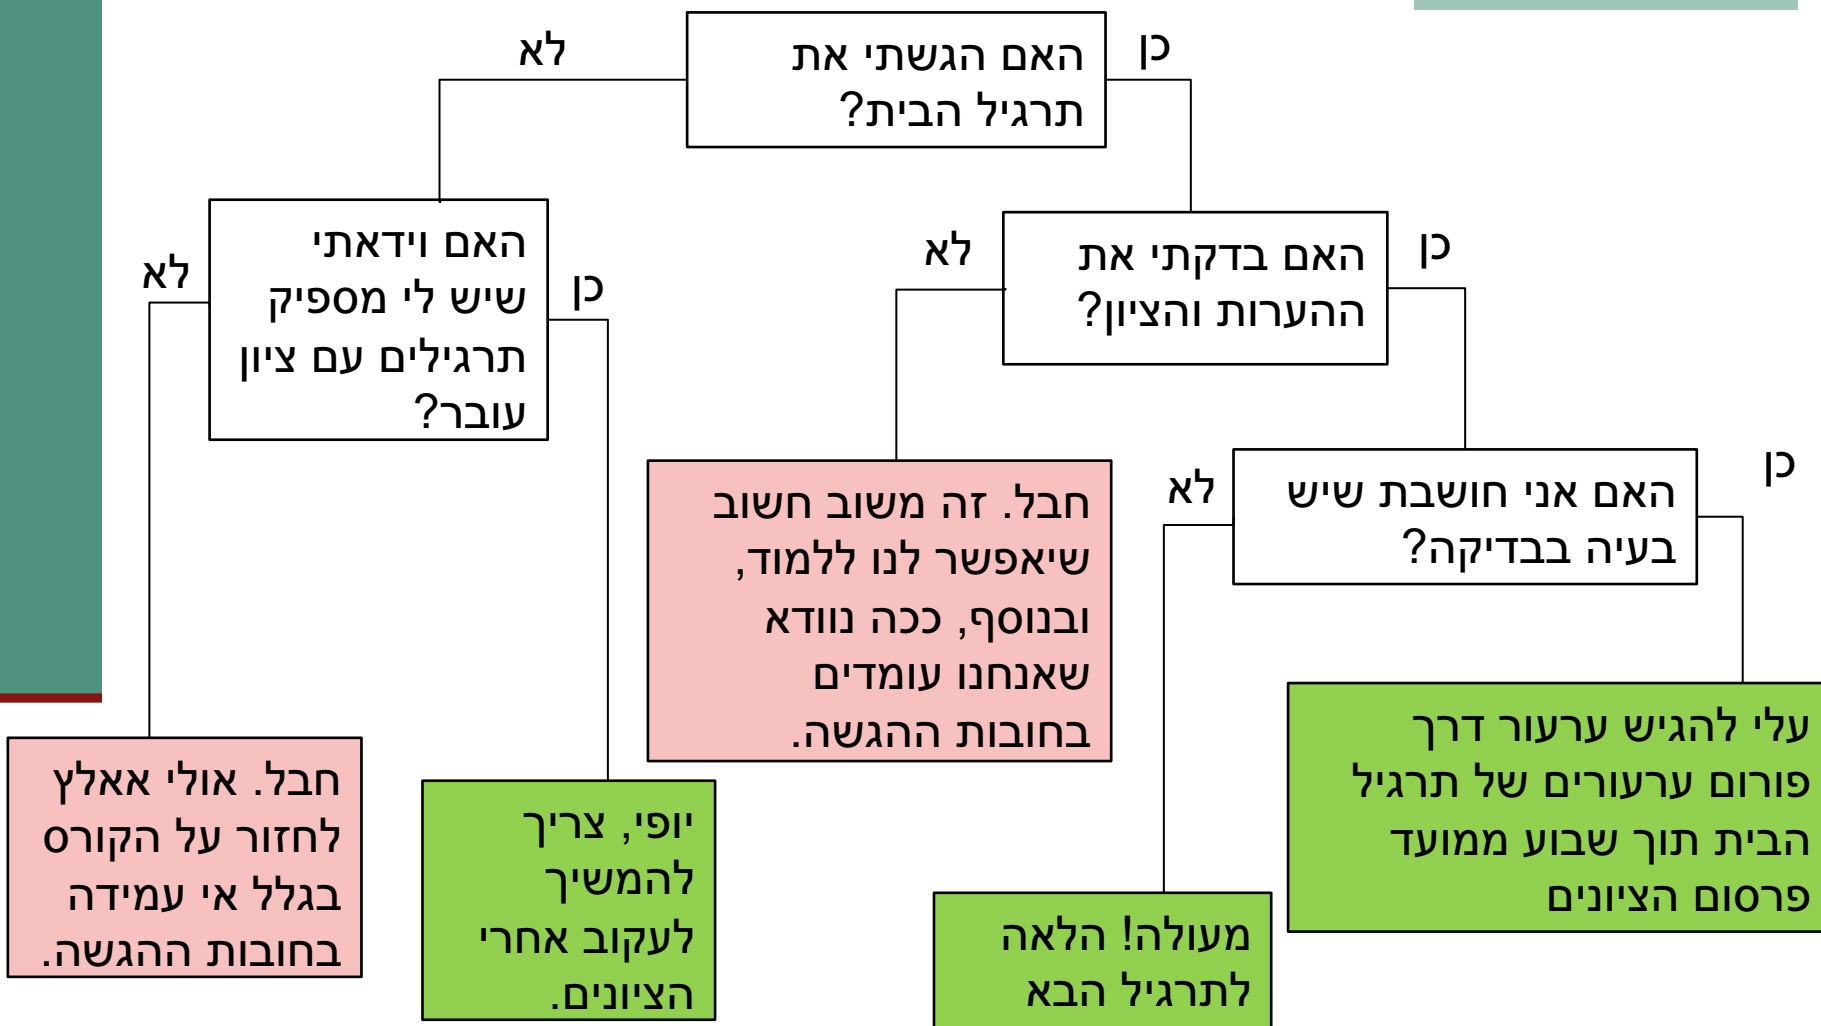 האם הגשתי את
תרגיל הבית?
כן
לא
האם בדקתי את
ההערות והציון?
כן
לא
האם וידאתי
שיש לי מספיק
תרגילים עם ציון
עובר?
כן
לא
האם אני חושבת שיש
בעיה בבדיקה?
כן
לא
חבל. זה משוב חשוב
שיאפשר לנו ללמוד,
ובנוסף, ככה נוודא
שאנחנו עומדים
בחובות ההגשה.
עלי להגיש ערעור דרך
פורום ערעורים של תרגיל
הבית תוך שבוע ממועד
פרסום הציונים
מעולה! הלאה
לתרגיל הבא
יופי, צריך
להמשיך
לעקוב אחרי
הציונים.
חבל. אולי אאלץ
לחזור על הקורס
בגלל אי עמידה
בחובות ההגשה.